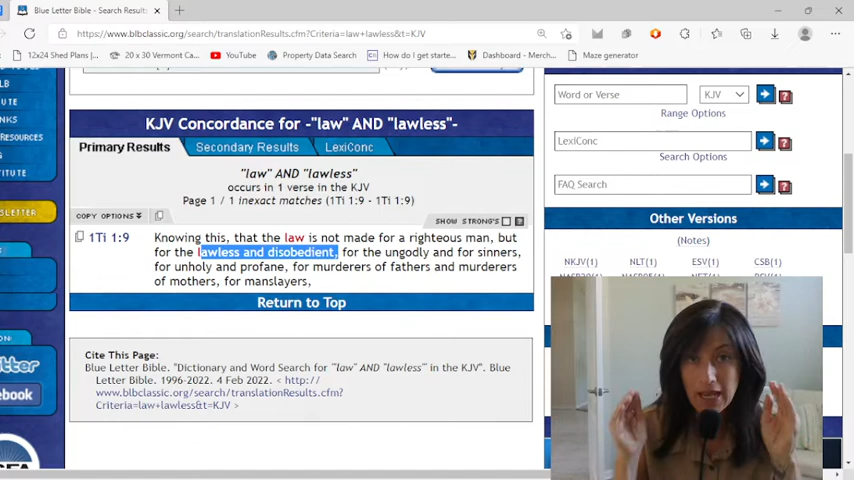 Blue Letter Bible - Search Results
https://www.blbclassic.org/search/translationResults.cfm?Criteria=law+lawless&t=KJV
12x24 Shed Plans |
20 x 30 Vermont Ca...
YouTube
Property Data Search
How do I get starte...
Dashboard - Merch...
Maze generator
LB
UTE
NKS
RESOURCES
TITUTE
SLETTER
itter
ebook
KJV Concordance for -"law" AND "lawless"-
Primary Results
Secondary Results
LexiConc
"law" AND "lawless"
occurs in 1 verse in the KJV
Page 1 / 1 inexact matches (1Ti 1:9 - 1Ti 1:9)
COPY OPTIONS
SHOW STRONG'S
1Ti 1:9
Knowing this, that the law is not made for a righteous man, but
for the lawless and disobedient, for the ungodly and for sinners,
for unholy and profane, for murderers of fathers and murderers
of mothers, for manslayers,
Return to Top
Cite This Page:
Blue Letter Bible. "Dictionary and Word Search for '"law" AND "lawless"' in the KJV". Blue
Letter Bible. 1996-2022. 4 Feb 2022. < http://
www.blbclassic.org/search/translationResults.cfm?
Criteria=law+lawless&t=KJV >
Word or Verse
KJV
Range Options
LexiConc
Search Options
FAQ Search
Other Versions
(Notes)
NKJV(1)
NLT(1)
ESV(1)
CSB(1)